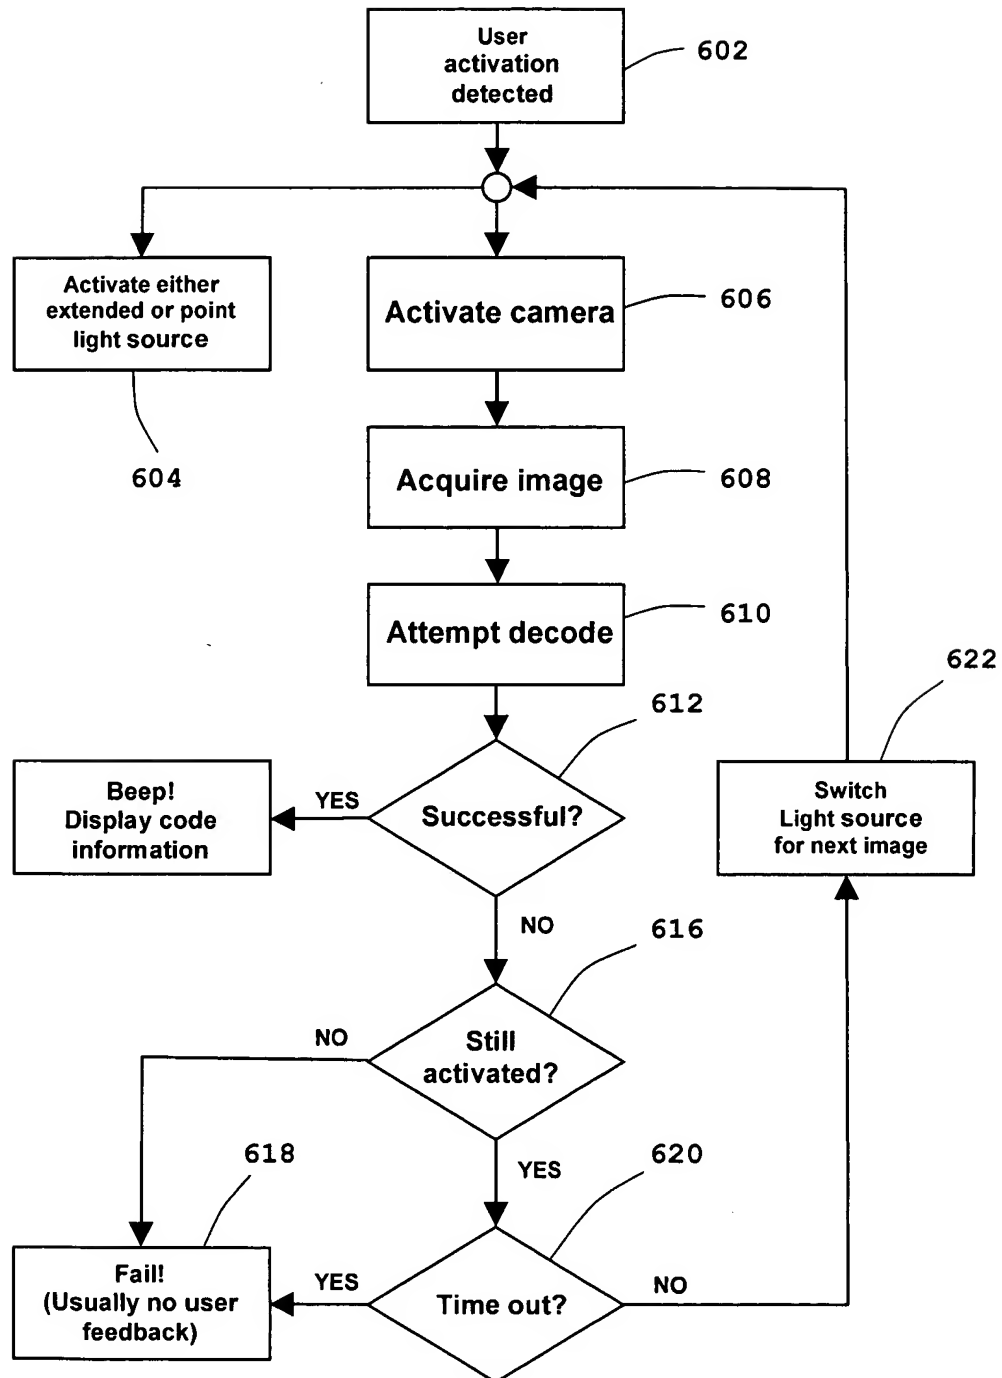 User
activation
detected
602
Activate either
extended or point
light source
604
Activate camera
606
Acquire image
608
Attempt decode
610
612
Successful?
YES
Beep!
Display code
information
NO
622
Switch
Light source
for next image
616
Still
activated?
NO
YES
618
Fail!
(Usually no user
feedback)
620
Time out?
YES
NO